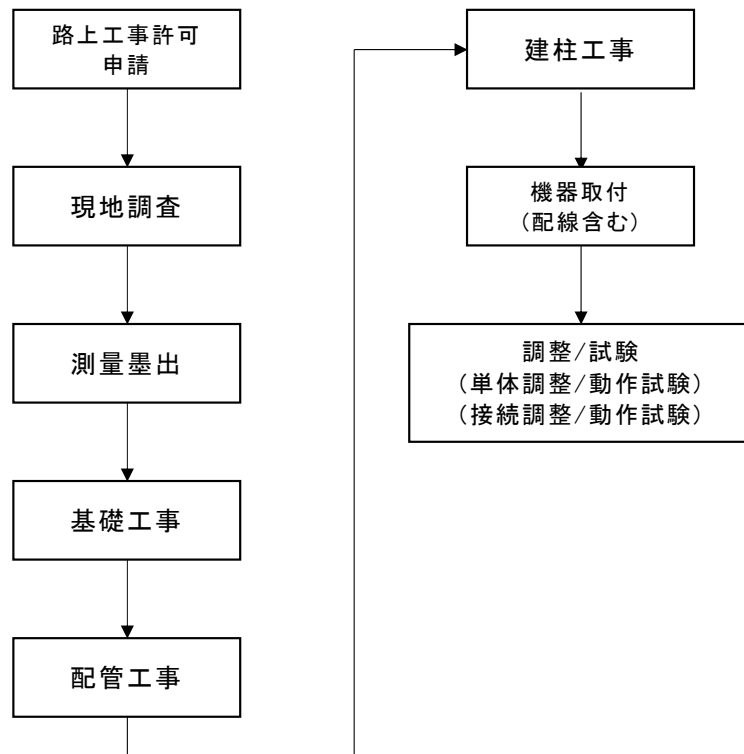 路上工事許可
申請
現地調査
測量墨出
基礎工事
配管工事
建柱工事
機器取付
(配線含む)
調整/試験
(単体調整/動作試験)
(接続調整/動作試験)